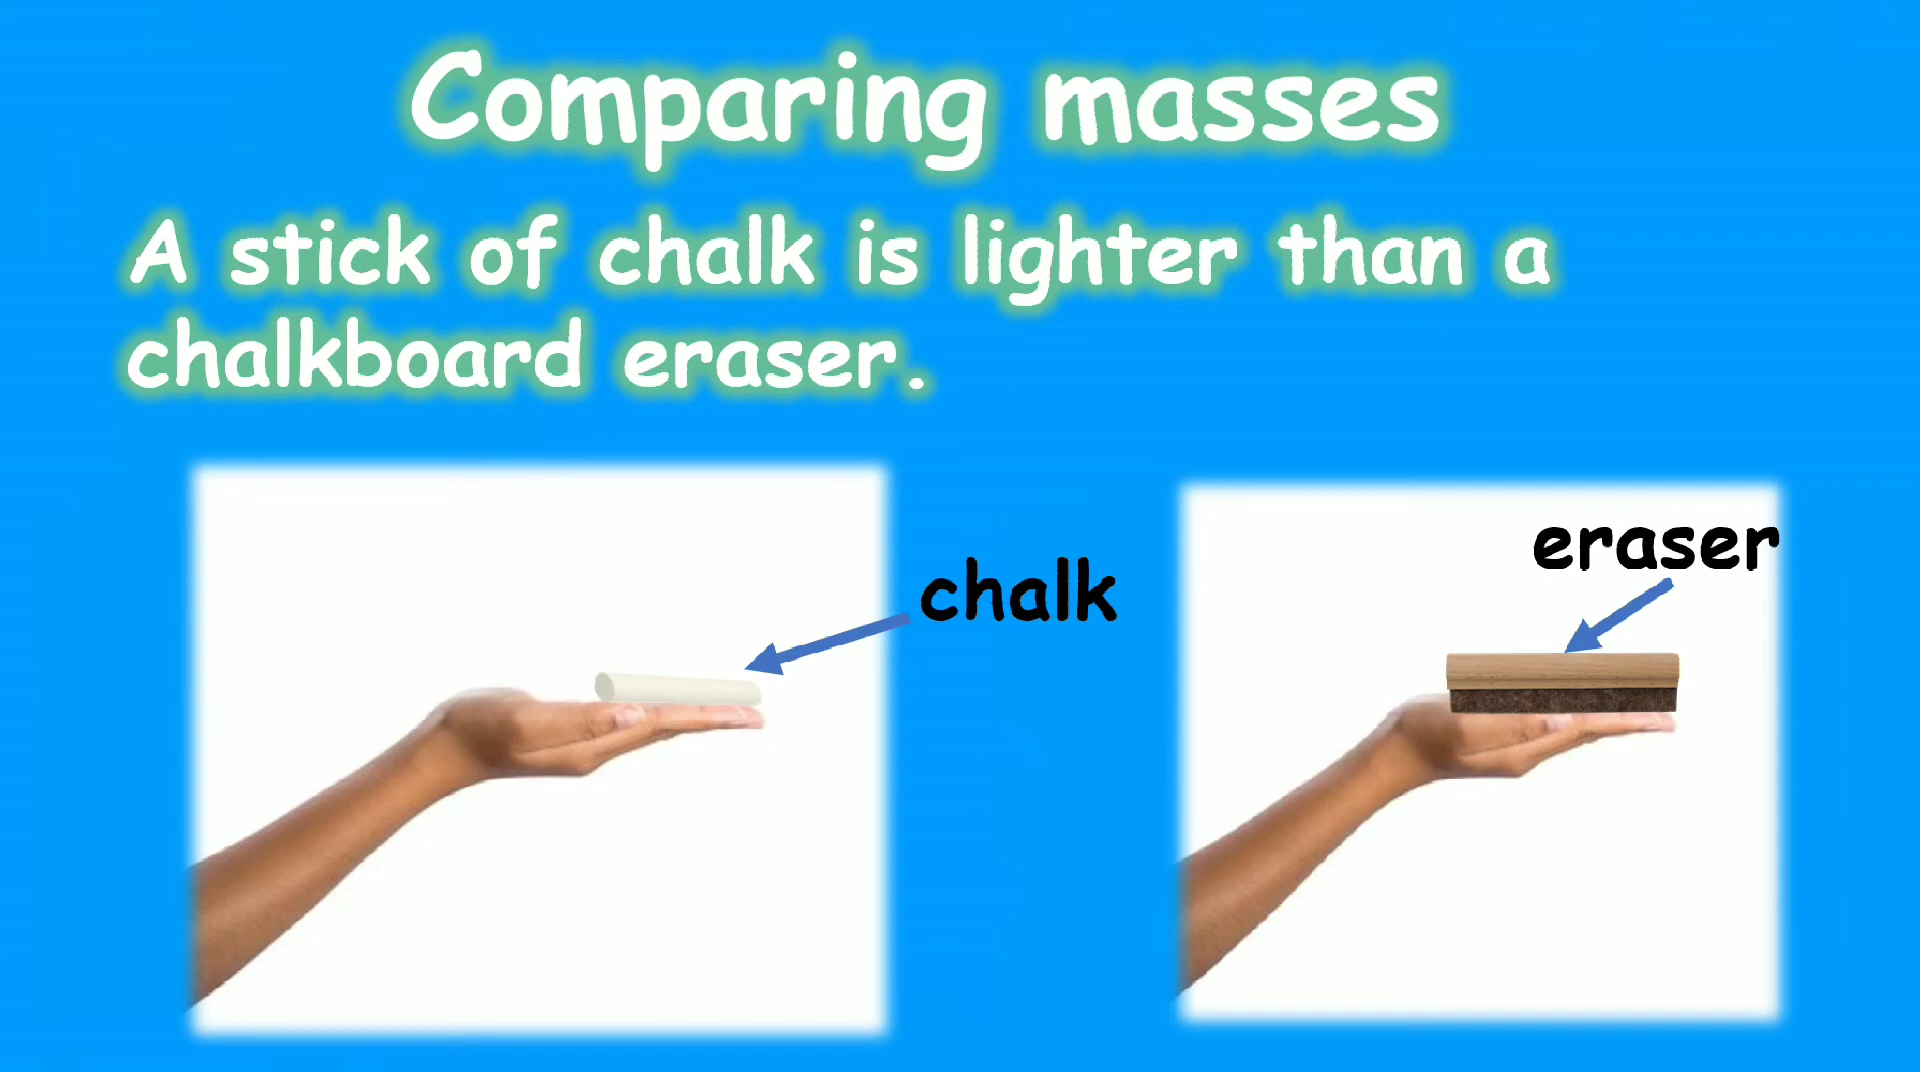 Comparing masses
A stick of chalk is lighter than a
chalkboard eraser.
chalk
eraser